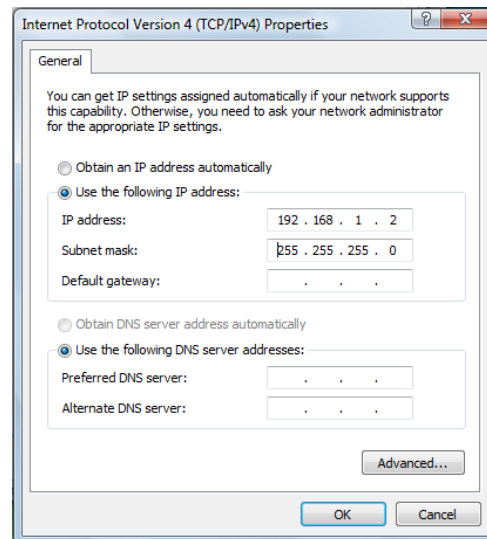 Internet Protocol Version 4 (TCP/IPv4) Properties
General
You can get IP settings assigned automatically if your network supports
this capability. Otherwise, you need to ask your network administrator
for the appropriate IP settings.
Obtain an IP address automatically
Use the following IP address:
IP address: 192 . 168 . 1 . 2
Subnet mask: 255 . 255 . 255 . 0
Default gateway: . . .
Obtain DNS server address automatically
Use the following DNS server addresses:
Preferred DNS server: . . .
Alternate DNS server: . . .
Advanced...
OK Cancel